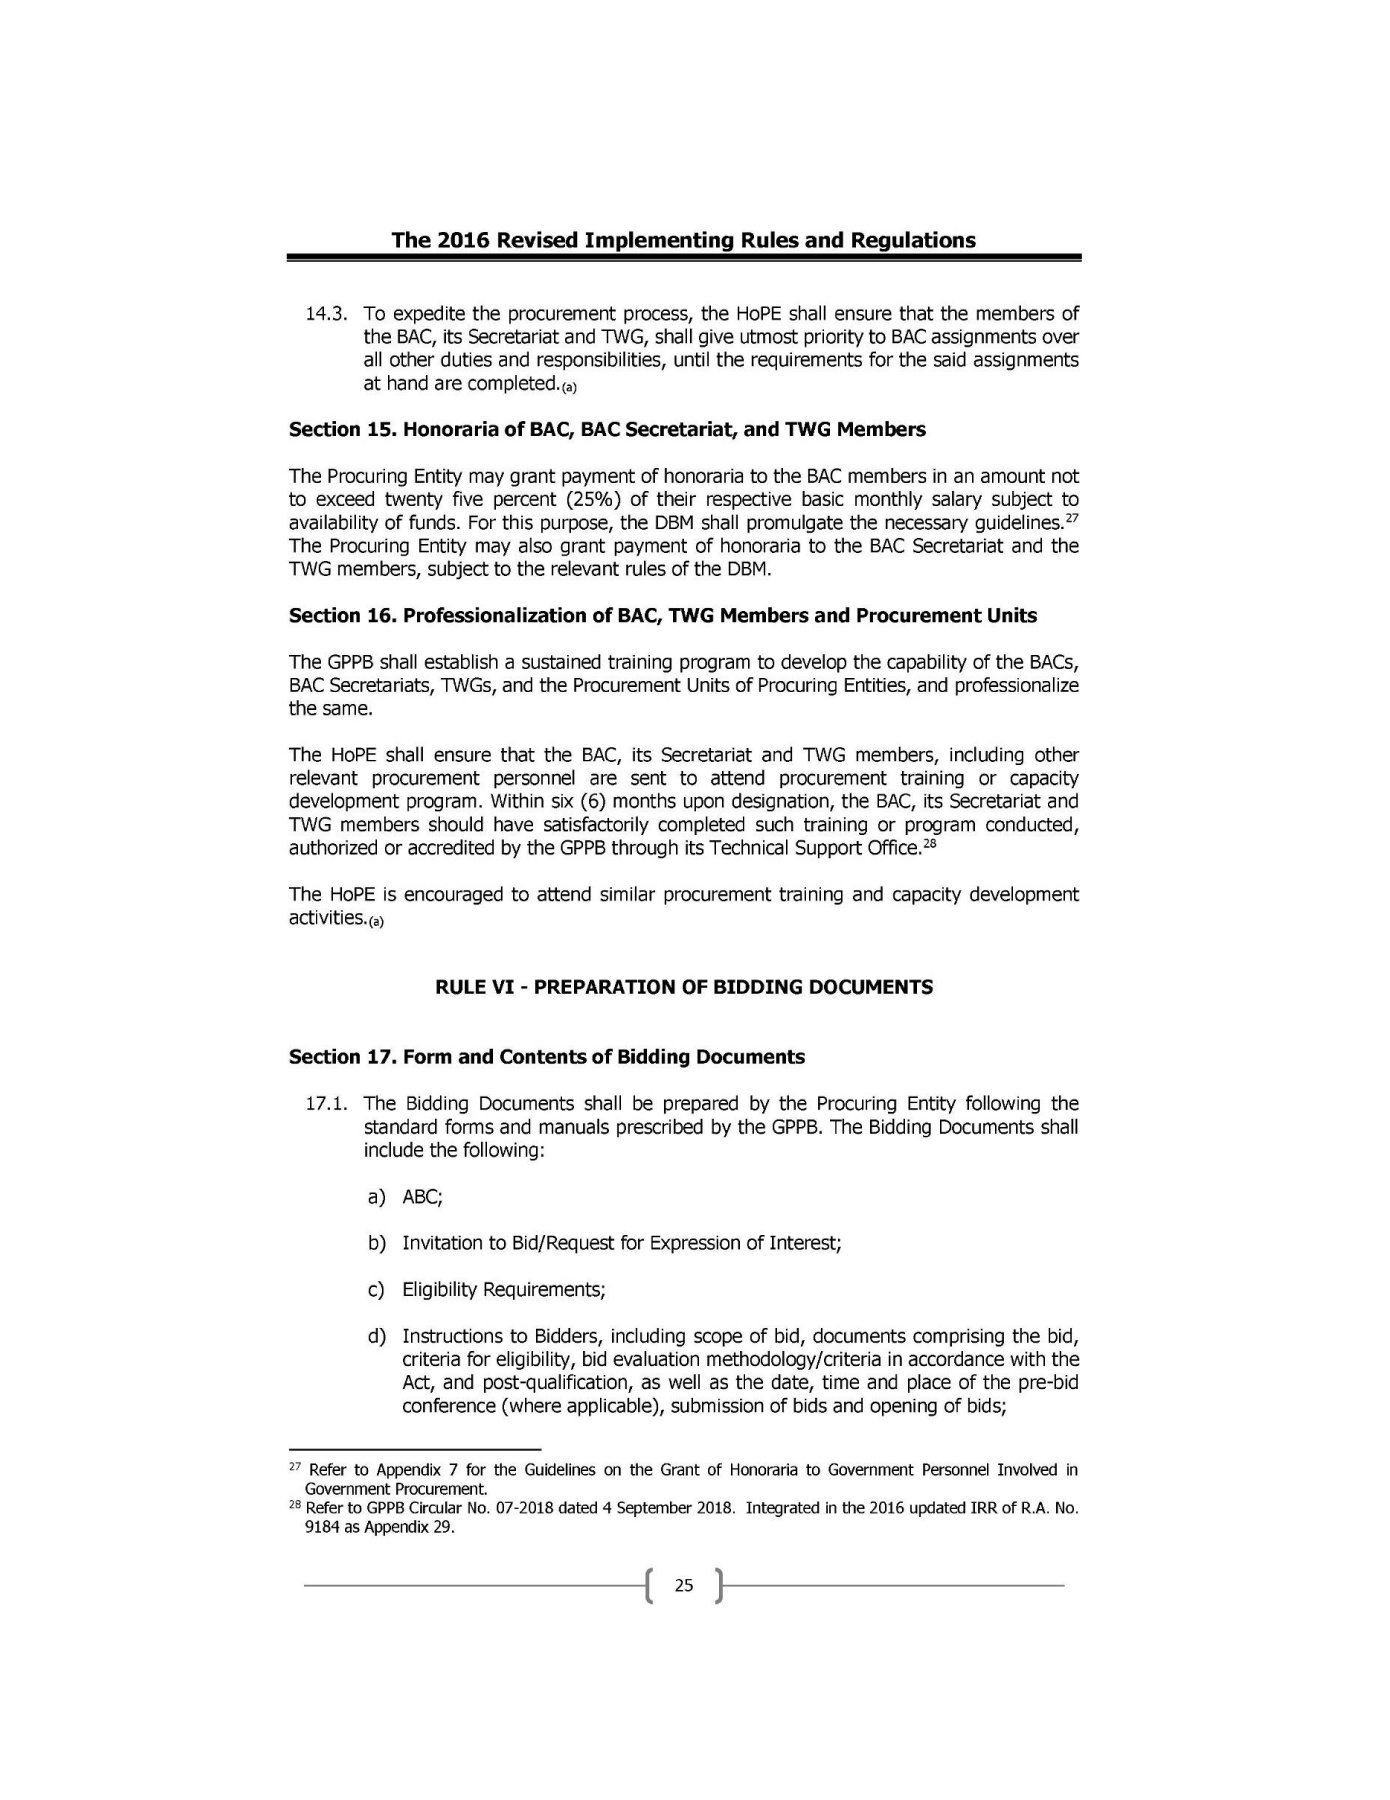 The 2016 Revised Implementing Rules and Regulations
14.3. To expedite the procurement process, the HoPE shall ensure that the members of
the BAC, its Secretariat and TWG, shall give utmost priority to BAC assignments over
all other duties and responsibilities, until the requirements for the said assignments
at hand are completed.(a)
Section 15. Honoraria of BAC, BAC Secretariat, and TWG Members
The Procuring Entity may grant payment of honoraria to the BAC members in an amount not
to exceed twenty five percent (25%) of their respective basic monthly salary subject to
availability of funds. For this purpose, the DBM shall promulgate the necessary guidelines.27
The Procuring Entity may also grant payment of honoraria to the BAC Secretariat and the
TWG members, subject to the relevant rules of the DBM.
Section 16. Professionalization of BAC, TWG Members and Procurement Units
The GPPB shall establish a sustained training program to develop the capability of the BACs,
BAC Secretariats, TWGs, and the Procurement Units of Procuring Entities, and professionalize
the same.
The HoPE shall ensure that the BAC, its Secretariat and TWG members, including other
relevant procurement personnel are sent to attend procurement training or capacity
development program. Within six (6) months upon designation, the BAC, its Secretariat and
TWG members should have satisfactorily completed such training or program conducted,
authorized or accredited by the GPPB through its Technical Support Office.28
The HoPE is encouraged to attend similar procurement training and capacity development
activities.(a)
RULE VI - PREPARATION OF BIDDING DOCUMENTS
Section 17. Form and Contents of Bidding Documents
17.1. The Bidding Documents shall be prepared by the Procuring Entity following the
standard forms and manuals prescribed by the GPPB. The Bidding Documents shall
include the following:
a) ABC;
b) Invitation to Bid/Request for Expression of Interest;
c) Eligibility Requirements;
d) Instructions to Bidders, including scope of bid, documents comprising the bid,
criteria for eligibility, bid evaluation methodology/criteria in accordance with the
Act, and post-qualification, as well as the date, time and place of the pre-bid
conference (where applicable), submission of bids and opening of bids;
27 Refer to Appendix 7 for the Guidelines on the Grant of Honoraria to Government Personnel Involved in
Government Procurement.
28 Refer to GPPB Circular No. 07-2018 dated 4 September 2018. Integrated in the 2016 updated IRR of R.A. No.
9184 as Appendix 29.
25